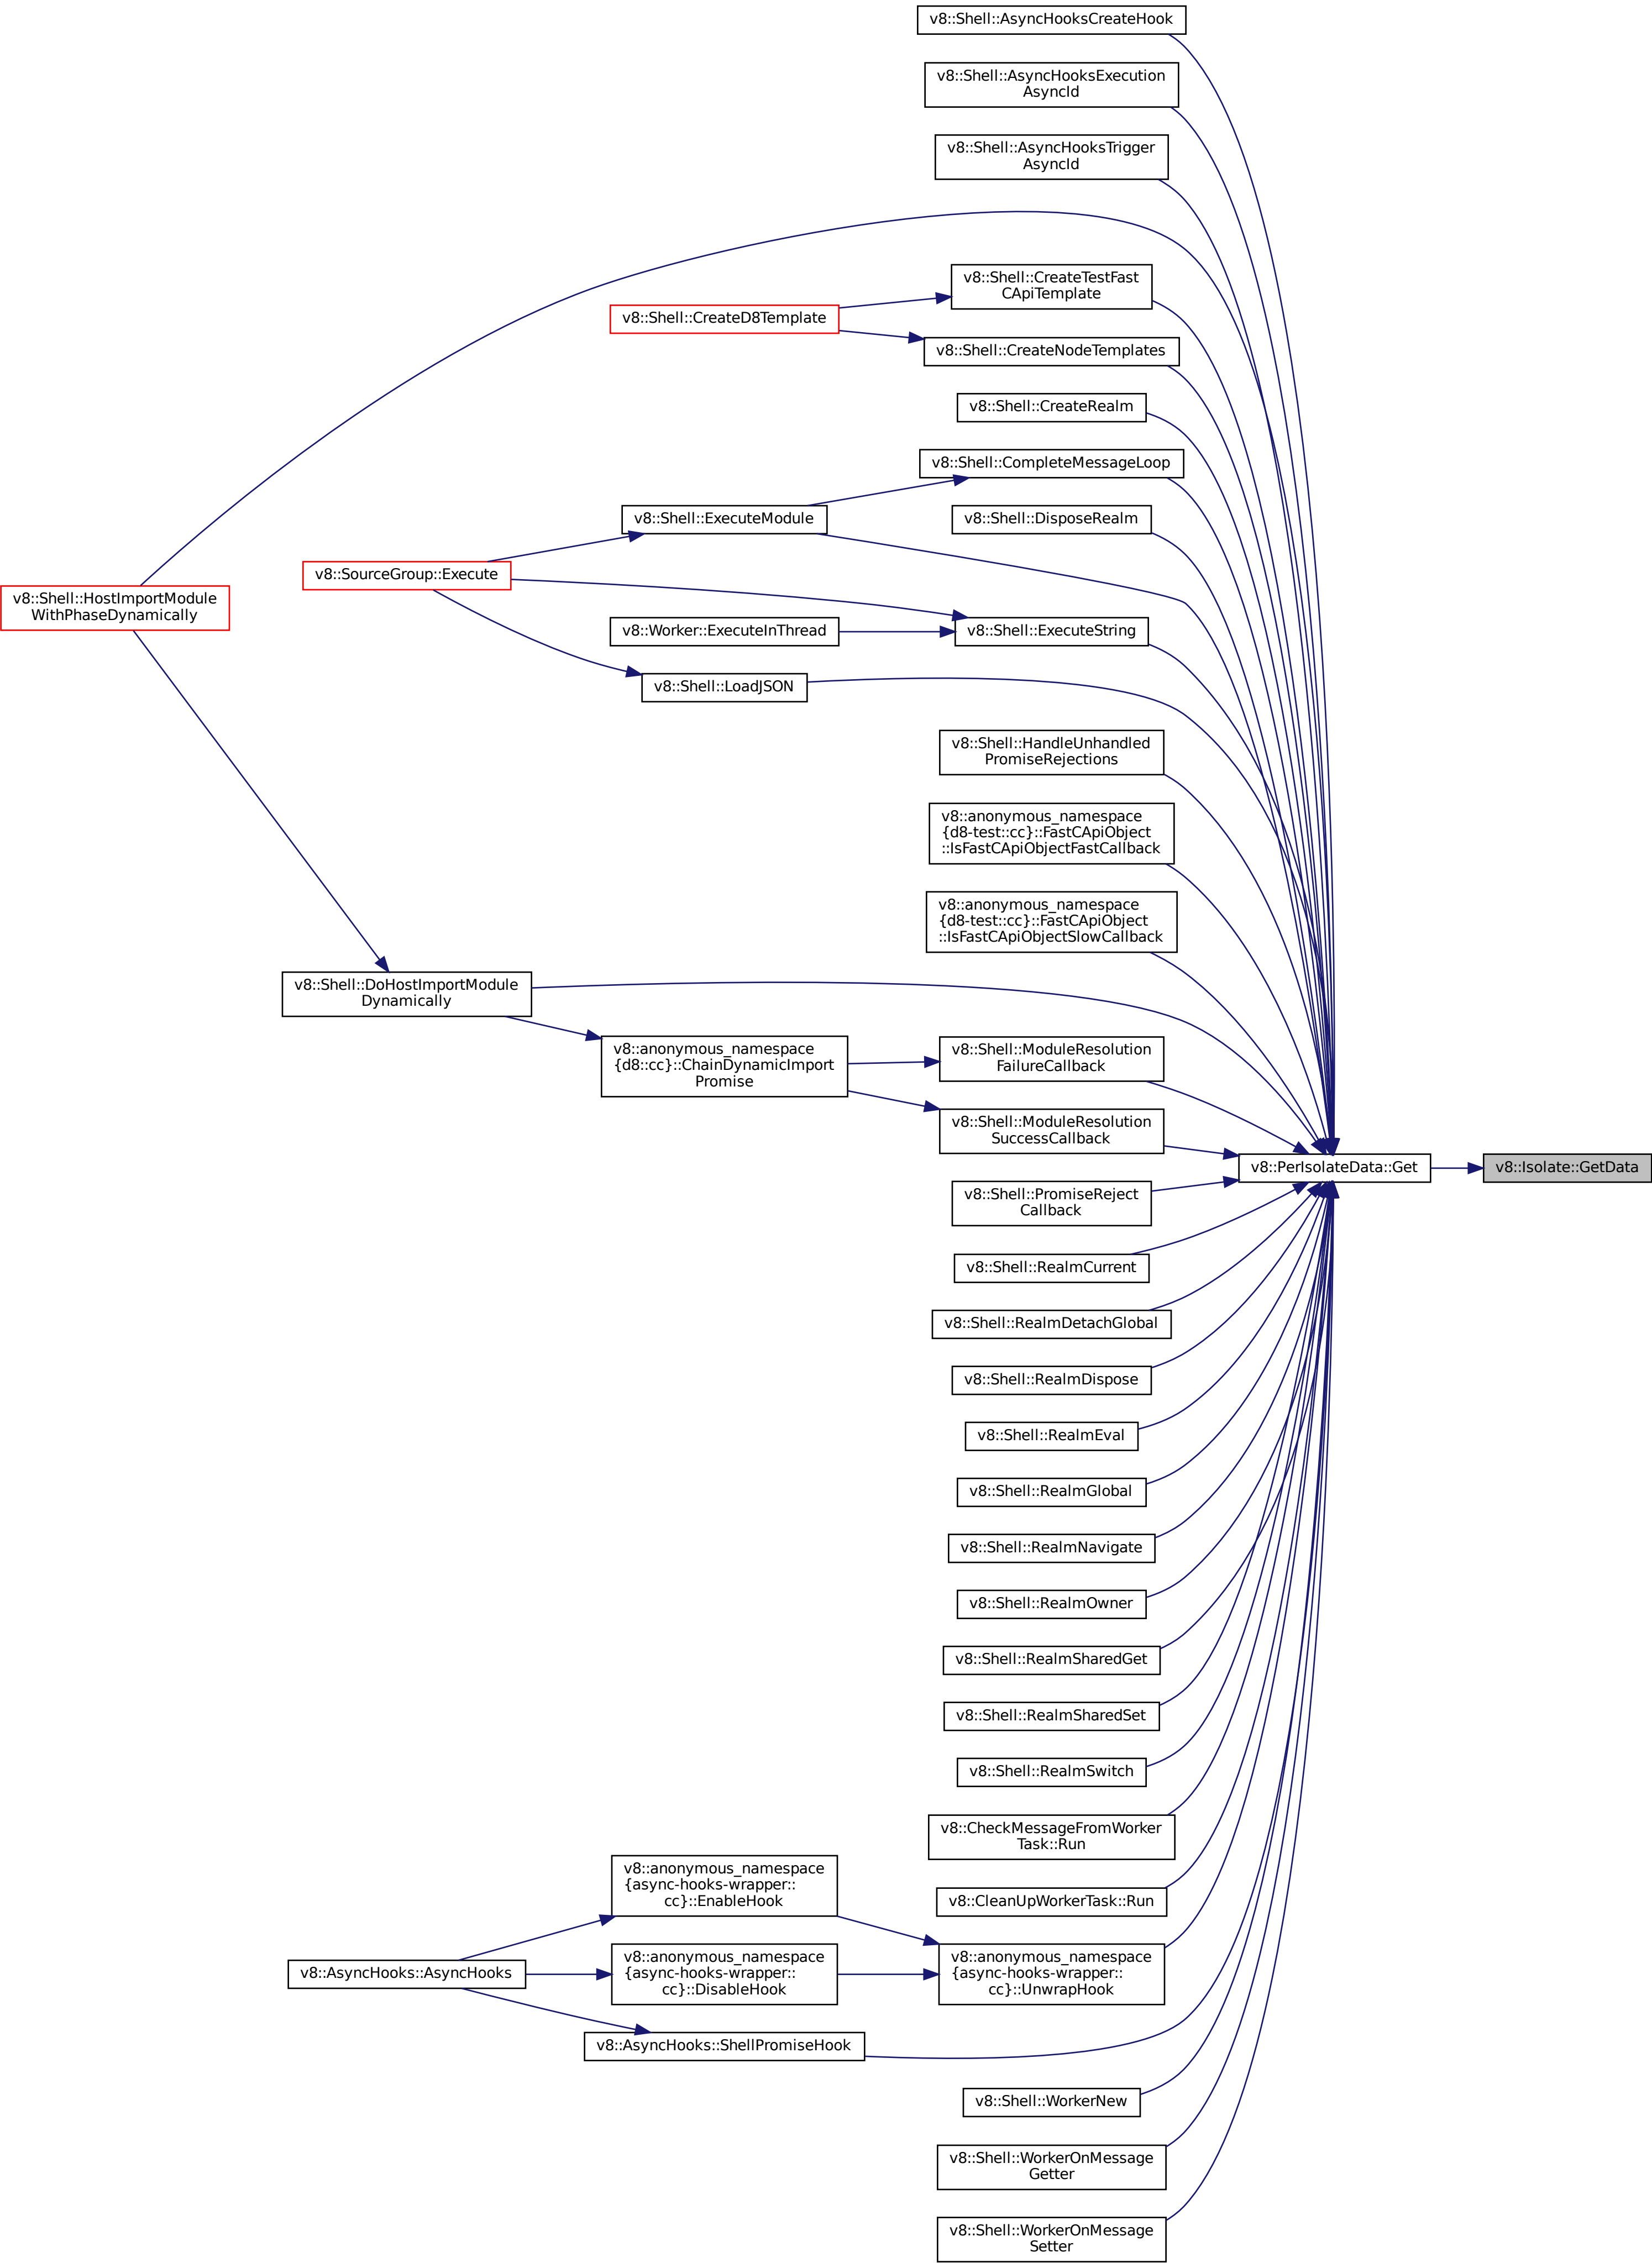 v8::Shell::AsyncHooksCreateHook
v8::Shell::AsyncHooksExecution
AsyncId
v8::Shell::AsyncHooksTrigger
AsyncId
v8::Shell::CreateTestFast
CApiTemplate
v8::Shell::CreateD8Template
v8::Shell::CreateNodeTemplates
v8::Shell::CreateRealm
v8::Shell::CompleteMessageLoop
v8::Shell::ExecuteModule
v8::Shell::DisposeRealm
v8::SourceGroup::Execute
v8::Shell::HostImportModule
WithPhaseDynamically
v8::Worker::ExecuteInThread
v8::Shell::ExecuteString
v8::Shell::LoadJSON
v8::Shell::HandleUnhandled
PromiseRejections
v8::anonymous_namespace
{d8-test::cc}::FastCApiObject
::IsFastCApiObjectFastCallback
v8::anonymous_namespace
{d8-test::cc}::FastCApiObject
::IsFastCApiObjectSlowCallback
v8::Shell::DoHostImportModule
Dynamically
v8::anonymous_namespace
{d8::cc}::ChainDynamicImport
Promise
v8::Shell::ModuleResolution
FailureCallback
v8::Shell::ModuleResolution
SuccessCallback
v8::PerIsolateData::Get
v8::Isolate::GetData
v8::Shell::PromiseReject
Callback
v8::Shell::RealmCurrent
v8::Shell::RealmDetachGlobal
v8::Shell::RealmDispose
v8::Shell::RealmEval
v8::Shell::RealmGlobal
v8::Shell::RealmNavigate
v8::Shell::RealmOwner
v8::Shell::RealmSharedGet
v8::Shell::RealmSharedSet
v8::Shell::RealmSwitch
v8::CheckMessageFromWorker
Task::Run
v8::CleanUpWorkerTask::Run
v8::anonymous_namespace
{async-hooks-wrapper::
cc}::EnableHook
v8::AsyncHooks::AsyncHooks
v8::anonymous_namespace
{async-hooks-wrapper::
cc}::DisableHook
v8::anonymous_namespace
{async-hooks-wrapper::
cc}::UnwrapHook
v8::AsyncHooks::ShellPromiseHook
v8::Shell::WorkerNew
v8::Shell::WorkerOnMessage
Getter
v8::Shell::WorkerOnMessage
Setter